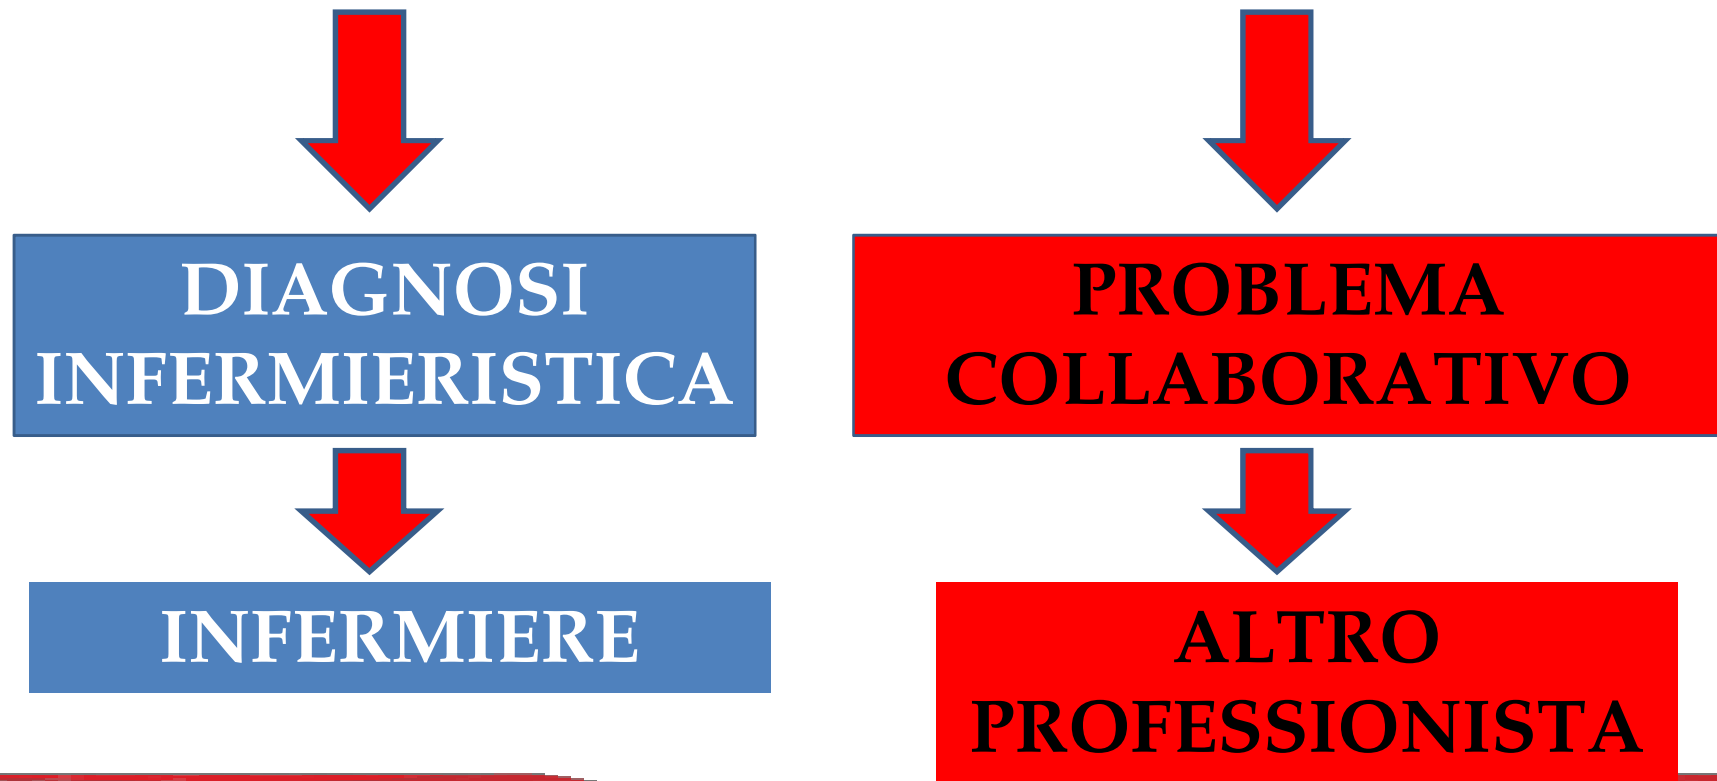 DIAGNOSI
INFERMIERISTICA
PROBLEMA
COLLABORATIVO
INFERMIERE
ALTRO
PROFESSIONISTA